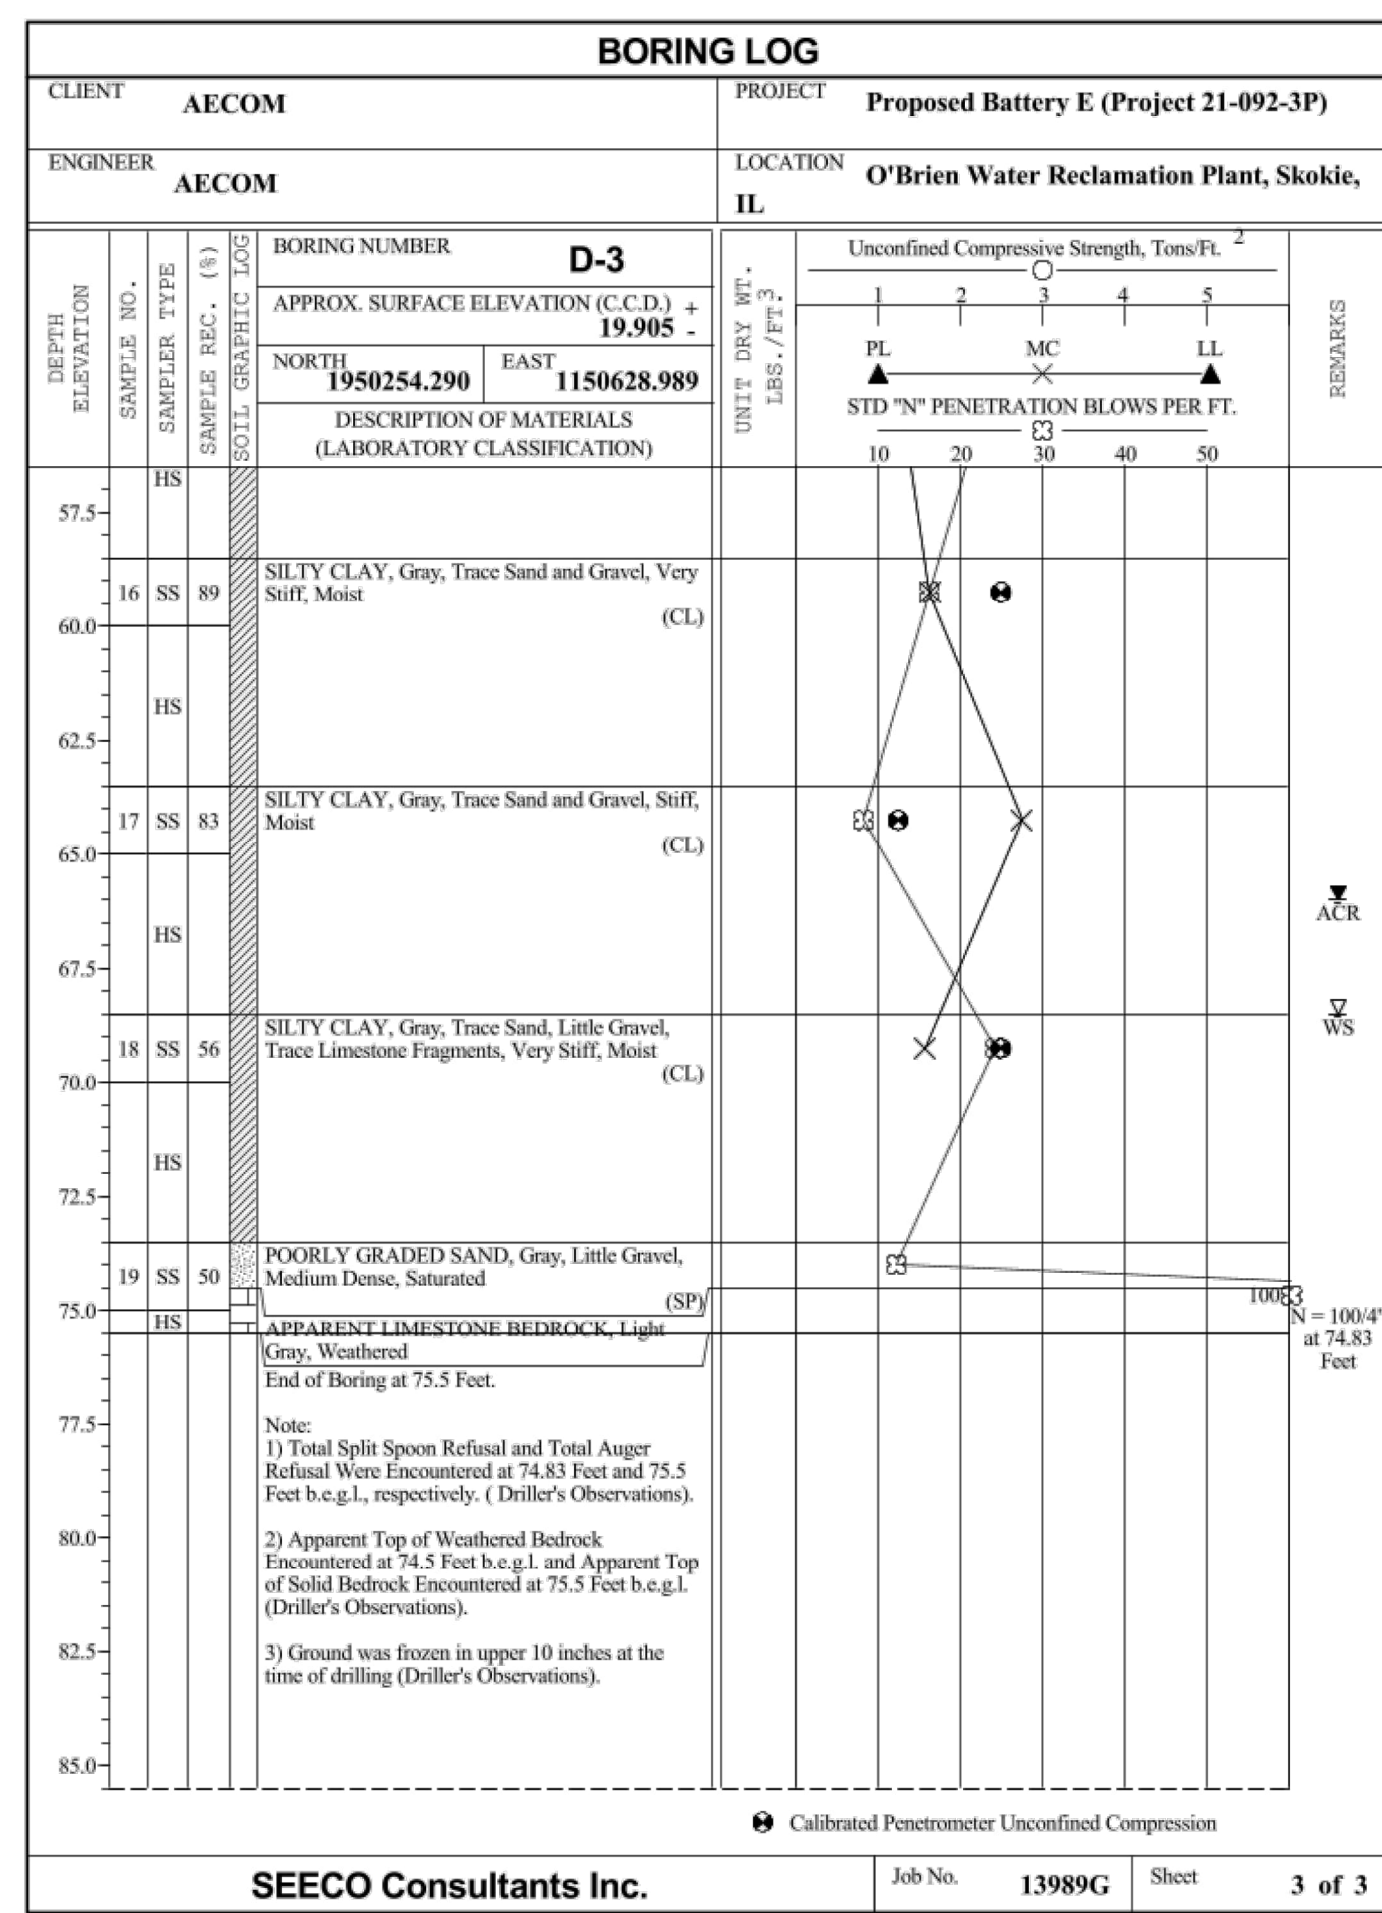 BORING LOG
CLIENT
AECOM
PROJECT
Proposed Battery E (Project 21-092-3P)
ENGINEER
AECOM
LOCATION
O'Brien Water Reclamation Plant, Skokie,
IL
DEPTH
ELEVATION
SAMPLE NO.
SAMPLER TYPE
SAMPLE REC. (%)
SOIL GRAPHIC LOG
BORING NUMBER
D-3
APPROX. SURFACE ELEVATION (C.C.D.) +
19.905 -
NORTH
1950254.290
EAST
1150628.989
DESCRIPTION OF MATERIALS
(LABORATORY CLASSIFICATION)
UNIT DRY WT.
LBS./FT.3
Unconfined Compressive Strength, Tons/Ft. 2
1 2 3 4 5
PL MC LL
STD "N" PENETRATION BLOWS PER FT.
10 20 30 40 50
REMARKS
HS
57.5
16 SS 89
SILTY CLAY, Gray, Trace Sand and Gravel, Very
Stiff, Moist
(CL)
60.0
HS
62.5
17 SS 83
SILTY CLAY, Gray, Trace Sand and Gravel, Stiff,
Moist
(CL)
65.0
ACR
HS
67.5
WS
18 SS 56
SILTY CLAY, Gray, Trace Sand, Little Gravel,
Trace Limestone Fragments, Very Stiff, Moist
(CL)
70.0
HS
72.5
19 SS 50
POORLY GRADED SAND, Gray, Little Gravel,
Medium Dense, Saturated
(SP)
100
75.0
HS
APPARENT LIMESTONE BEDROCK, Light
Gray, Weathered
N = 100/4"
at 74.83
Feet
End of Boring at 75.5 Feet.
77.5
Note:
1) Total Split Spoon Refusal and Total Auger
Refusal Were Encountered at 74.83 Feet and 75.5
Feet b.e.g.l., respectively. ( Driller's Observations).
80.0
2) Apparent Top of Weathered Bedrock
Encountered at 74.5 Feet b.e.g.l. and Apparent Top
of Solid Bedrock Encountered at 75.5 Feet b.e.g.l.
(Driller's Observations).
82.5
3) Ground was frozen in upper 10 inches at the
time of drilling (Driller's Observations).
85.0
Calibrated Penetrometer Unconfined Compression
SEECO Consultants Inc.
Job No.
13989G
Sheet
3 of 3